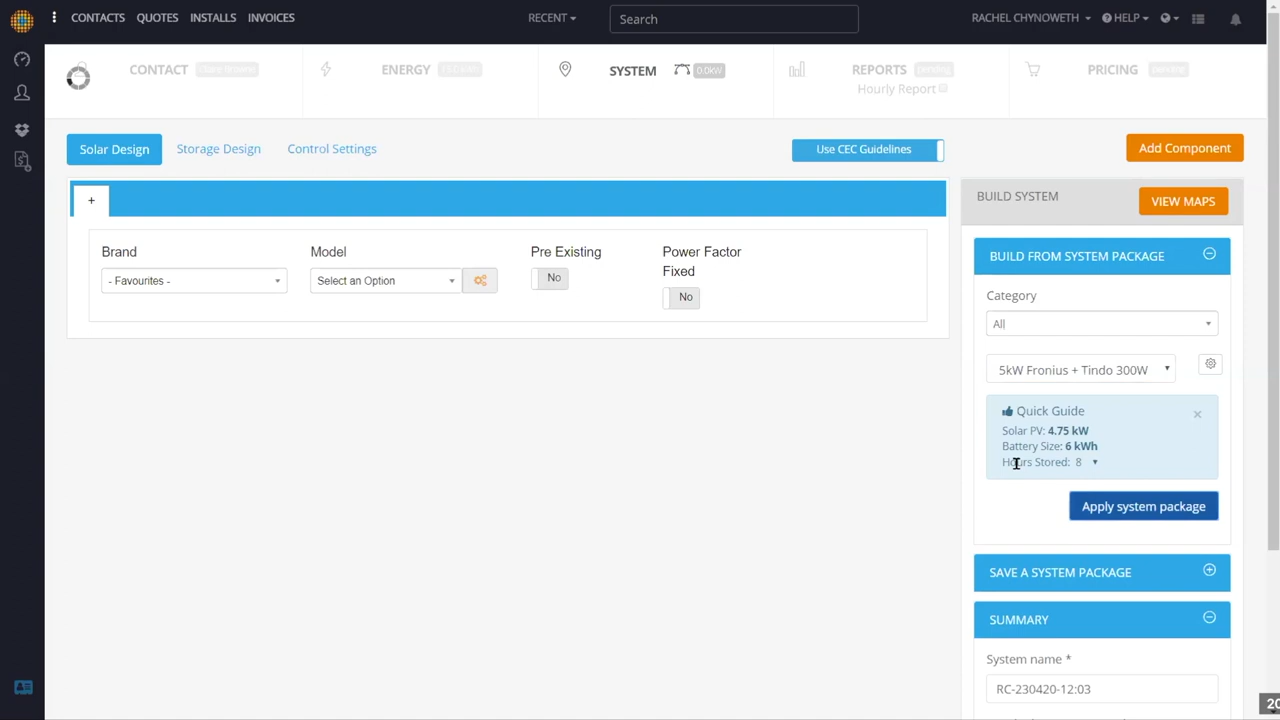 CONTACTS QUOTES INSTALLS INVOICES RECENT Search RACHEL CHYNOWETH HELP
CONTACT
ENERGY
SYSTEM 0.0kW
REPORTS pending
PRICING pending
Hourly Report
Solar Design Storage Design Control Settings Use CEC Guidelines Add Component
+
BUILD SYSTEM VIEW MAPS
Brand Model Pre Existing Power Factor
Fixed
- Favourites - Select an Option No
No
BUILD FROM SYSTEM PACKAGE
Category
All
5kW Fronius + Tindo 300W
Quick Guide
Solar PV: 4.75 kW
Battery Size: 6 kWh
Hours Stored: 8
Apply system package
SAVE A SYSTEM PACKAGE
SUMMARY
System name *
RC-230420-12:03
20